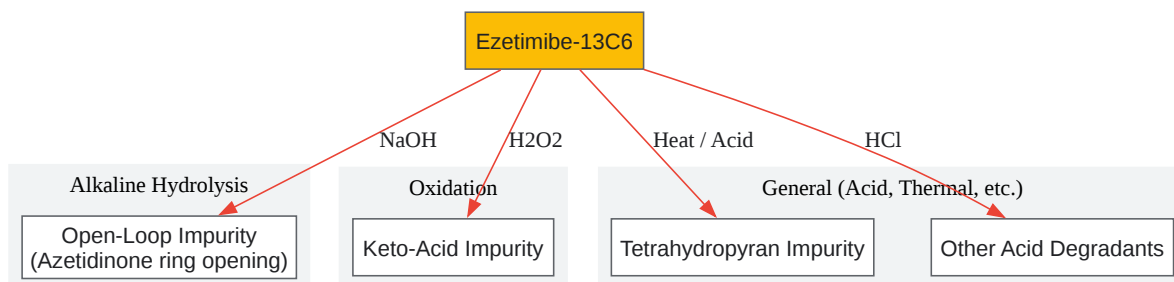 Ezetimibe-13C6
NaOH
H2O2
Heat / Acid
HCl
Alkaline Hydrolysis
Oxidation
General (Acid, Thermal, etc.)
Open-Loop Impurity
(Azetidinone ring opening)
Keto-Acid Impurity
Tetrahydropyran Impurity
Other Acid Degradants